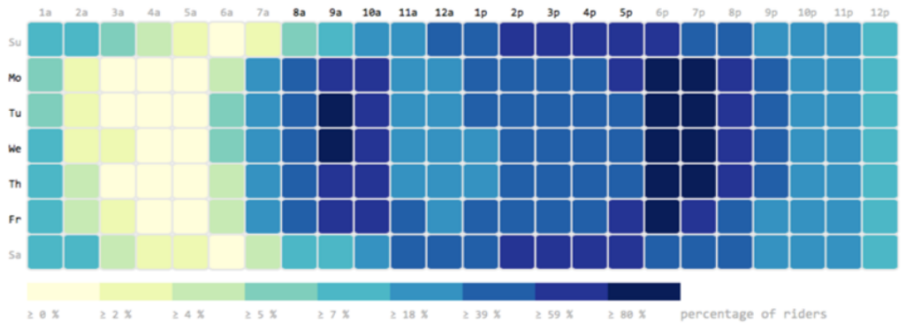 1a 2a 3a 4a 5a 6a 7a 8a 9a 10a 11a 12a 1p 2p 3p 4p 5p 6p 7p 8p 9p 10p 11p 12p
Su
Mo
Tu
We
Th
Fr
Sa
≥ 0 % ≥ 2 % ≥ 4 % ≥ 5 % ≥ 7 % ≥ 18 % ≥ 39 % ≥ 59 % ≥ 80 % percentage of riders